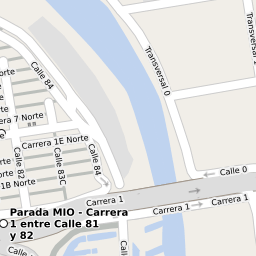 Transversal 0
Transversal 0
Calle 84
Norte
7 Norte
Carrera 1E Norte
Calle 84
Calle 82
Calle 83C
1B Norte
Calle 0
Carrera 1
Carrera 1
Carrera 1
Parada MIO - Carrera
1 entre Calle 81
y 82
Calle